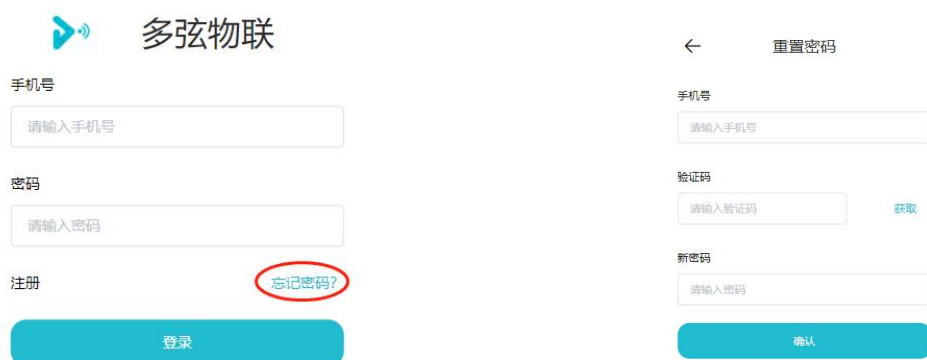 多弦物联
手机号
请输入手机号
密码
请输入密码
注册 忘记密码?
登录
重置密码
手机号
请输入手机号
验证码
请输入验证码 获取
新密码
请输入密码
确认